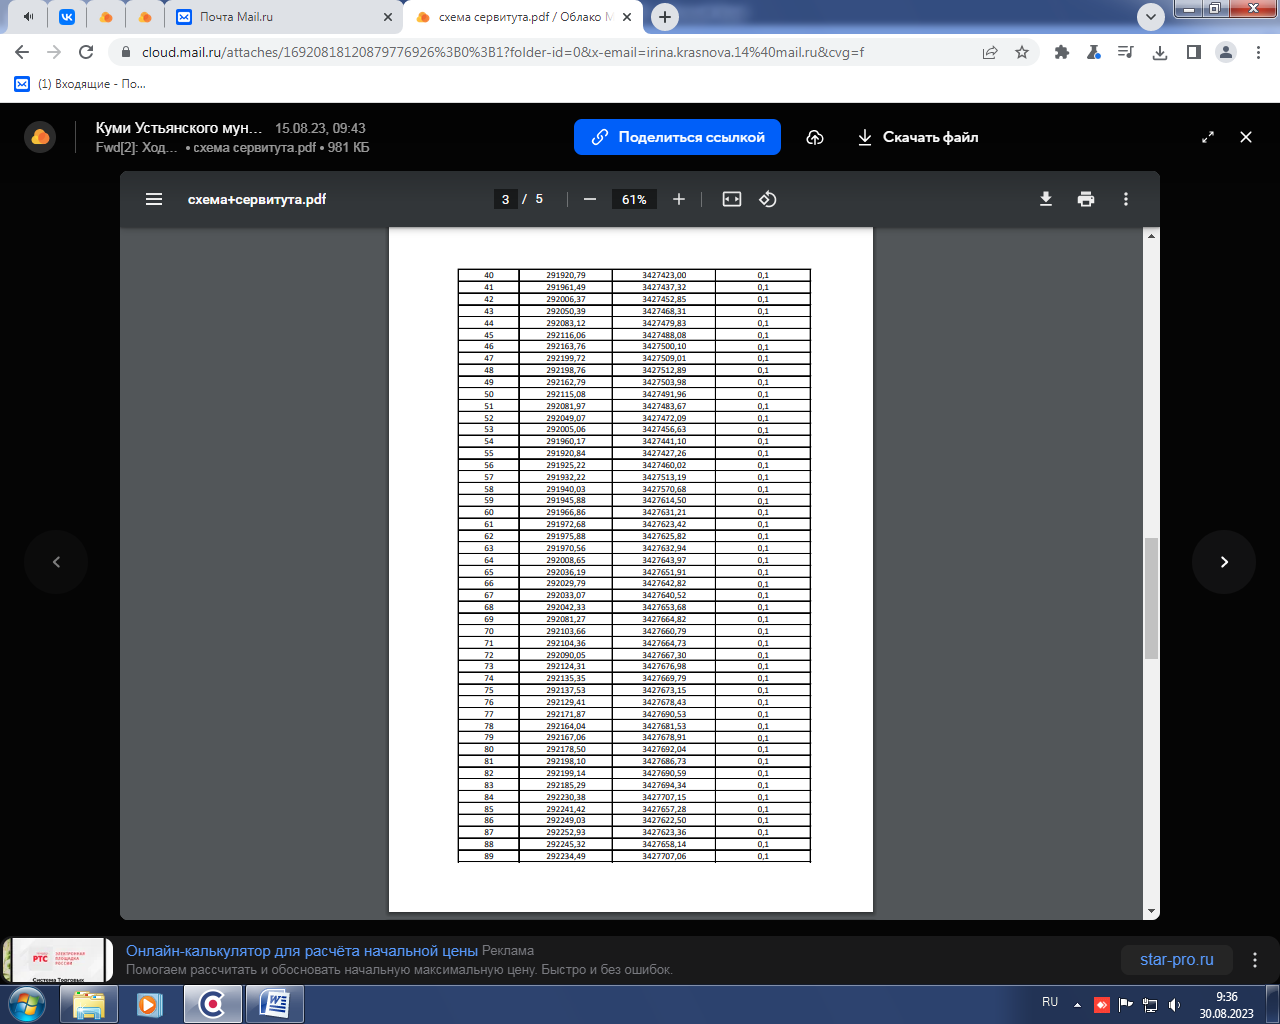 Почта Mail.ru
схема сервитута.pdf / Облако M
cloud.mail.ru/attaches/16920818120879776926%3B0%3B1?folder-id=0&x-email=irina.krasnova.14%40mail.ru&cvg=f
(1) Входящие - По...
Куми Устьянского мун... 15.08.23, 09:43
Fwd[2]: Ход... • схема сервитута.pdf • 981 КБ
Поделиться ссылкой
Скачать файл
схема+сервитута.pdf
3 / 5
61%
40 291920,79 3427423,00 0,1
41 291961,49 3427437,32 0,1
42 292006,37 3427452,85 0,1
43 292050,39 3427468,31 0,1
44 292083,12 3427479,83 0,1
45 292116,06 3427488,08 0,1
46 292163,76 3427500,10 0,1
47 292199,72 3427509,01 0,1
48 292198,76 3427512,89 0,1
49 292162,79 3427503,98 0,1
50 292115,08 3427491,96 0,1
51 292081,97 3427483,67 0,1
52 292049,07 3427472,09 0,1
53 292005,06 3427456,63 0,1
54 291960,17 3427441,10 0,1
55 291920,84 3427427,26 0,1
56 291925,22 3427460,02 0,1
57 291932,22 3427513,19 0,1
58 291940,03 3427570,68 0,1
59 291945,88 3427614,50 0,1
60 291966,86 3427631,21 0,1
61 291972,68 3427623,42 0,1
62 291975,88 3427625,82 0,1
63 291970,56 3427632,94 0,1
64 292008,65 3427643,97 0,1
65 292036,19 3427651,91 0,1
66 292029,79 3427642,82 0,1
67 292033,07 3427640,52 0,1
68 292042,33 3427653,68 0,1
69 292081,27 3427664,82 0,1
70 292103,66 3427660,79 0,1
71 292104,36 3427664,73 0,1
72 292090,05 3427667,30 0,1
73 292124,31 3427676,98 0,1
74 292135,35 3427669,79 0,1
75 292137,53 3427673,15 0,1
76 292129,41 3427678,43 0,1
77 292171,87 3427690,53 0,1
78 292164,04 3427681,53 0,1
79 292167,06 3427678,91 0,1
80 292178,50 3427692,04 0,1
81 292198,10 3427686,73 0,1
82 292199,14 3427690,59 0,1
83 292185,29 3427694,34 0,1
84 292230,38 3427707,15 0,1
85 292241,42 3427657,28 0,1
86 292249,03 3427622,50 0,1
87 292252,93 3427623,36 0,1
88 292245,32 3427658,14 0,1
89 292234,49 3427707,06 0,1
РТС
Онлайн-калькулятор для расчёта начальной цены Реклама
Помогаем рассчитать и обосновать начальную максимальную цену. Быстро и без ошибок.
star-pro.ru
RU
9:36
30.08.2023